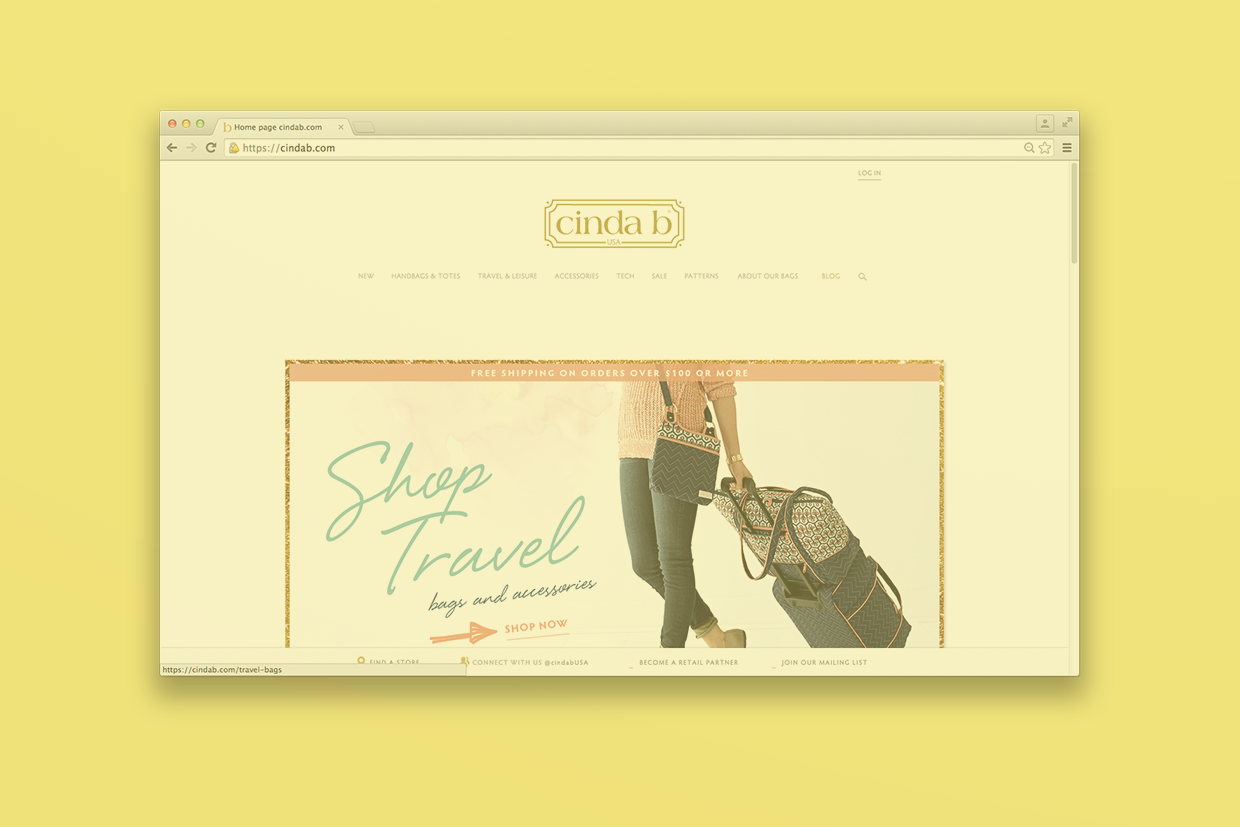 Home page cindab.com
https://cindab.com
LOG IN
cinda b
USA
NEW HANDBAGS & TOTES TRAVEL & LEISURE ACCESSORIES TECH SALE PATTERNS ABOUT OUR BAGS BLOG
FREE SHIPPING ON ORDERS OVER $100 OR MORE
Shop
Travel
bags and accessories
SHOP NOW
FIND A STORE CONNECT WITH US @cindabUSA BECOME A RETAIL PARTNER JOIN OUR MAILING LIST
https://cindab.com/travel-bags